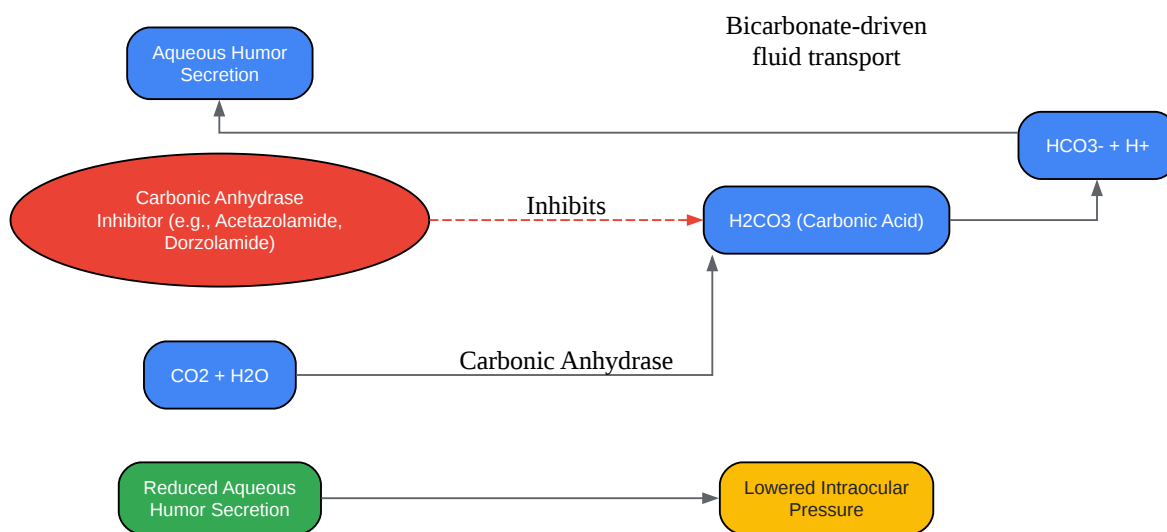 Bicarbonate-driven
fluid transport
Aqueous Humor
Secretion
HCO3- + H+
Carbonic Anhydrase
Inhibitor (e.g., Acetazolamide,
Dorzolamide)
Inhibits
H2CO3 (Carbonic Acid)
Carbonic Anhydrase
CO2 + H2O
Reduced Aqueous
Humor Secretion
Lowered Intraocular
Pressure